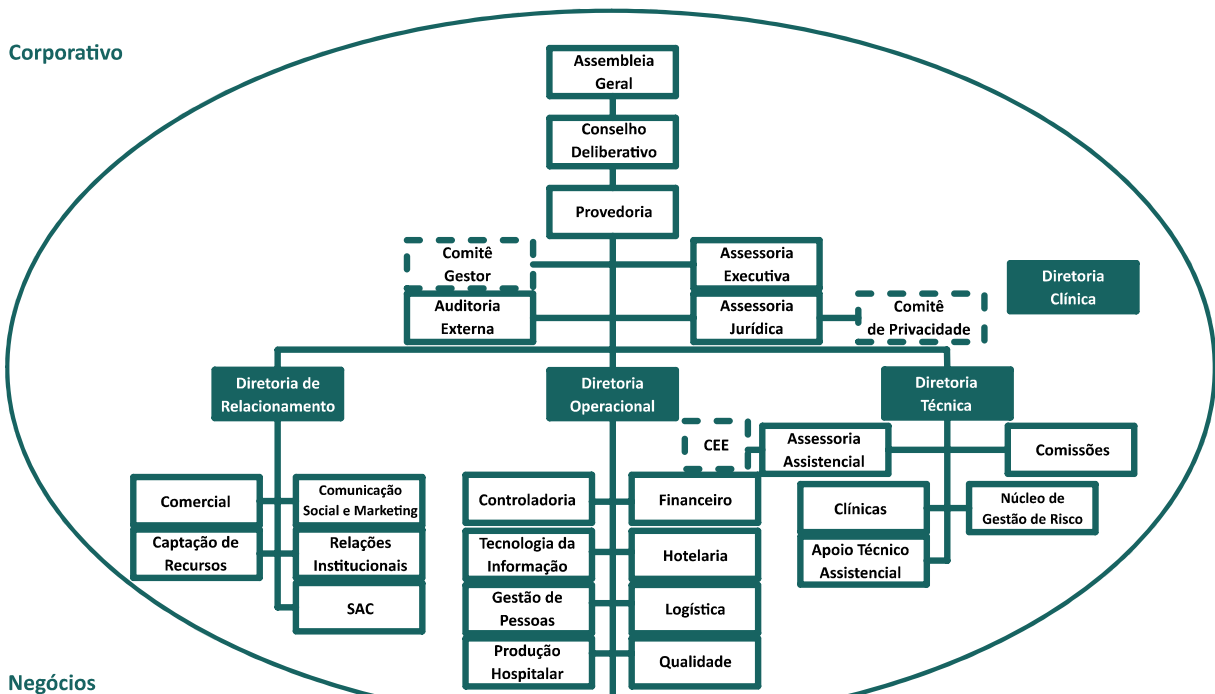 Corporativo
Assembleia
Geral
Conselho
Deliberativo
Provedoria
Comitê
Gestor
Assessoria
Executiva
Diretoria
Clínica
Auditoria
Externa
Assessoria
Jurídica
Comitê
de Privacidade
Diretoria de
Relacionamento
Diretoria
Operacional
Diretoria
Técnica
CEE
Assessoria
Assistencial
Comissões
Comercial
Comunicação
Social e Marketing
Controladoria
Financeiro
Clínicas
Núcleo de
Gestão de Risco
Captação de
Recursos
Relações
Institucionais
Tecnologia da
Informação
Hotelaria
Apoio Técnico
Assistencial
SAC
Gestão de
Pessoas
Logística
Produção
Hospitalar
Qualidade
Negócios